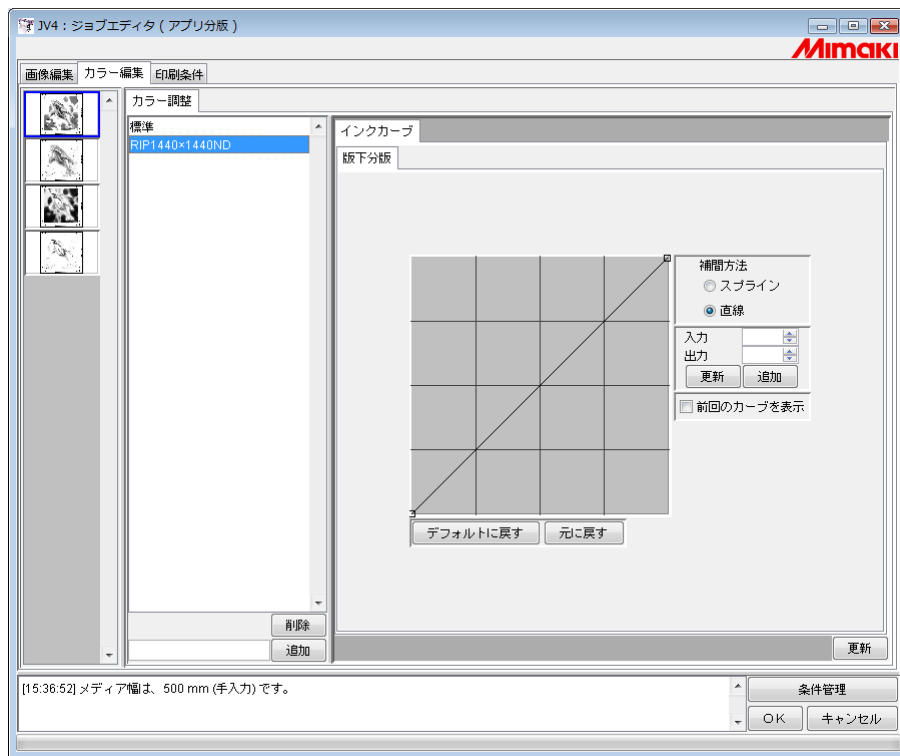 JV4：ジョブエディタ ( アプリ分版 )
Mimaki
画像編集 カラー編集 印刷条件
カラー調整
標準
RIP1440×1440ND
インクカーブ
版下分版
補間方法
スプライン
直線
入力
出力
更新 追加
前回のカーブを表示
デフォルトに戻す 元に戻す
削除
追加
更新
[15:36:52] メディア幅は、500 mm (手入力) です。
条件管理
OK キャンセル